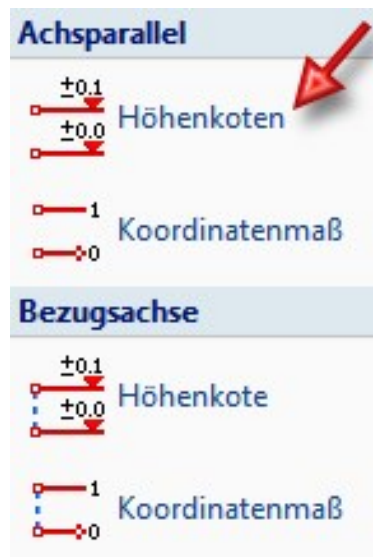 Achsparallel
±0.1
±0.0
Höhenkoten
1
0
Koordinatenmaß
Bezugsachse
±0.1
±0.0
Höhenkote
1
0
Koordinatenmaß